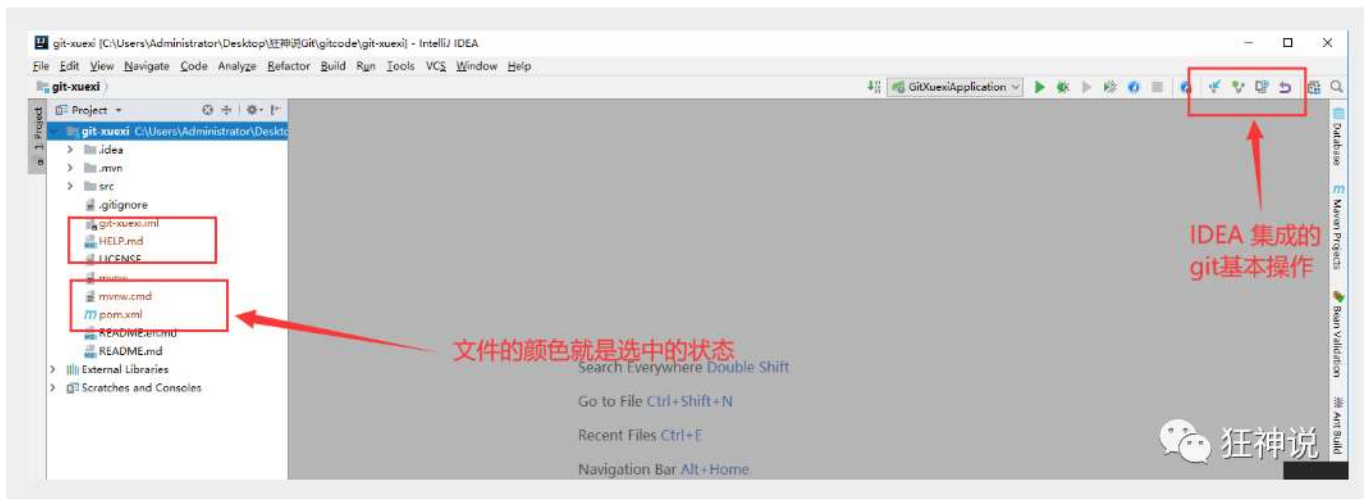 git-xuexi [C:\Users\Administrator\Desktop\狂神说Git\gitcode\git-xuexi] - IntelliJ IDEA
File Edit View Navigate Code Analyze Refactor Build Run Tools VCS Window Help
git-xuexi
GitXuexiApplication
Project
1: Project
git-xuexi C:\Users\Administrator\Deskto
.idea
.mvn
src
.gitignore
git-xuexi.iml
HELP.md
LICENSE
mvnw
mvnw.cmd
pom.xml
README.en.md
README.md
External Libraries
Scratches and Consoles
文件的颜色就是选中的状态
Search Everywhere Double Shift
Go to File Ctrl+Shift+N
Recent Files Ctrl+E
Navigation Bar Alt+Home
IDEA 集成的
git基本操作
Database
Maven Projects
Bean Validation
Ant Build
狂神说